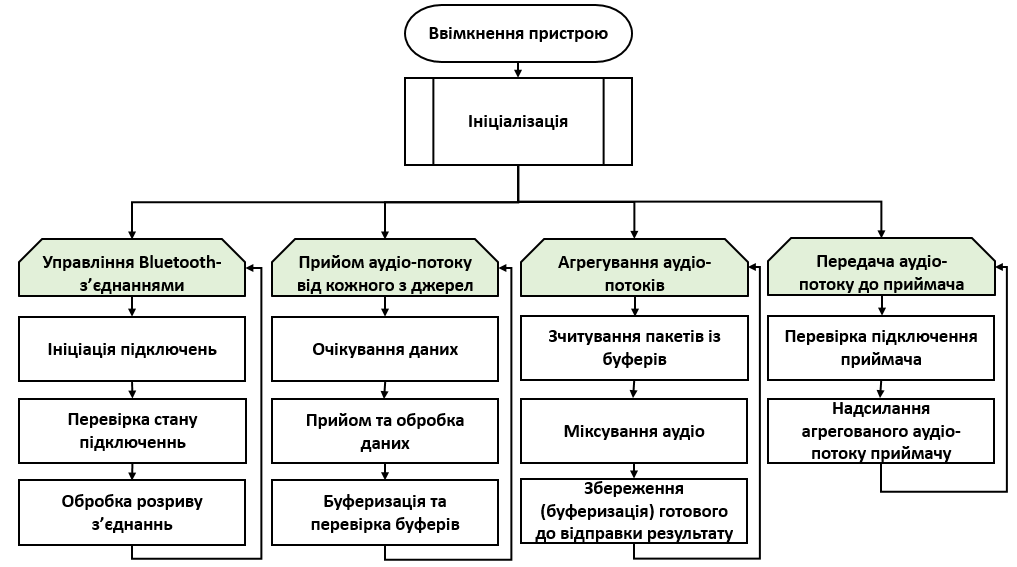 Ввімкнення пристрою
Ініціалізація
Управління Bluetooth-
з’єднаннями
Ініціація підключень
Перевірка стану
підключеннь
Обробка розриву
з’єднаннь
Прийом аудіо-потоку
від кожного з джерел
Очікування даних
Прийом та обробка
даних
Буферизація та
перевірка буферів
Агрегування аудіо-
потоків
Зчитування пакетів із
буферів
Міксування аудіо
Збереження
(буферизація) готового
до відправки результату
Передача аудіо-
потоку до приймача
Перевірка підключення
приймача
Надсилання
агрегованого аудіо-
потоку приймачу